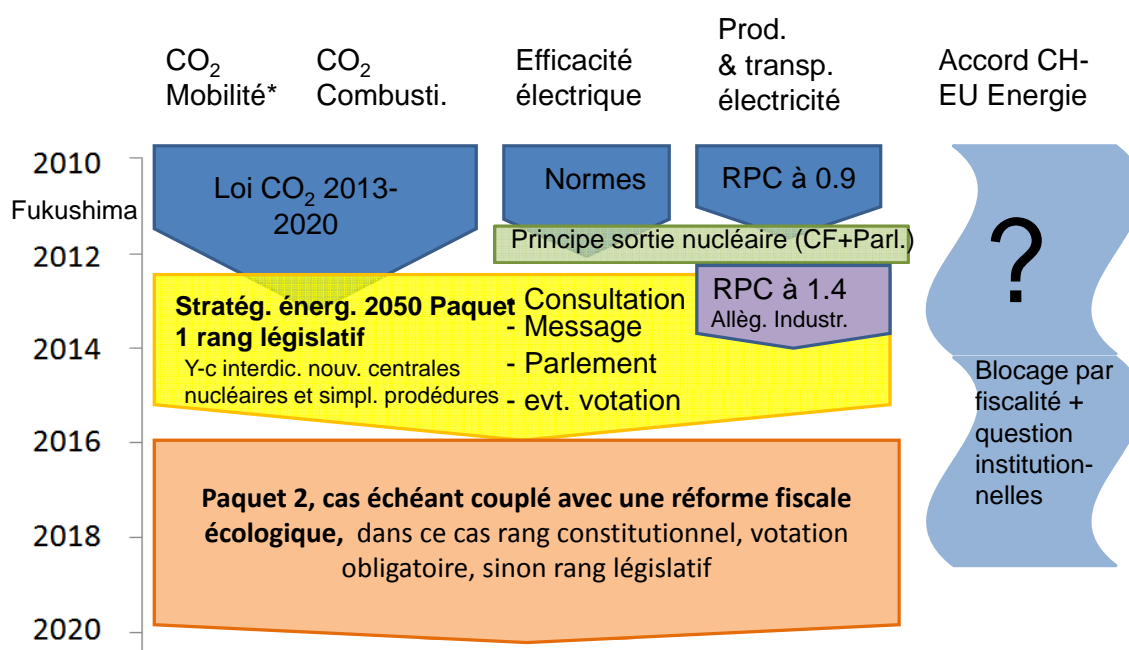 CO2
Mobilité*
CO2
Combusti.
Efficacité
électrique
Prod.
& transp.
électricité
Accord CH-
EU Energie
2010
Fukushima
2012
2014
2016
2018
2020
Loi CO2 2013-
2020
Normes
RPC à 0.9
Principe sortie nucléaire (CF+Parl.)
RPC à 1.4
Allèg. Industr.
Stratég. énerg. 2050 Paquet
1 rang législatif
Y-c interdic. nouv. centrales
nucléaires et simpl. prodédures
- Consultation
- Message
- Parlement
- evt. votation
?
Blocage par
fiscalité +
question
institution-
nelles
Paquet 2, cas échéant couplé avec une réforme fiscale
écologique, dans ce cas rang constitutionnel, votation
obligatoire, sinon rang législatif